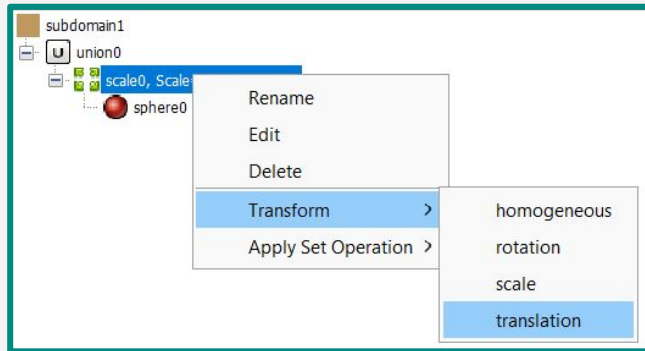 subdomain1
U union0
scale0, Scale
sphere0
Rename
Edit
Delete
Transform >
Apply Set Operation >
homogeneous
rotation
scale
translation